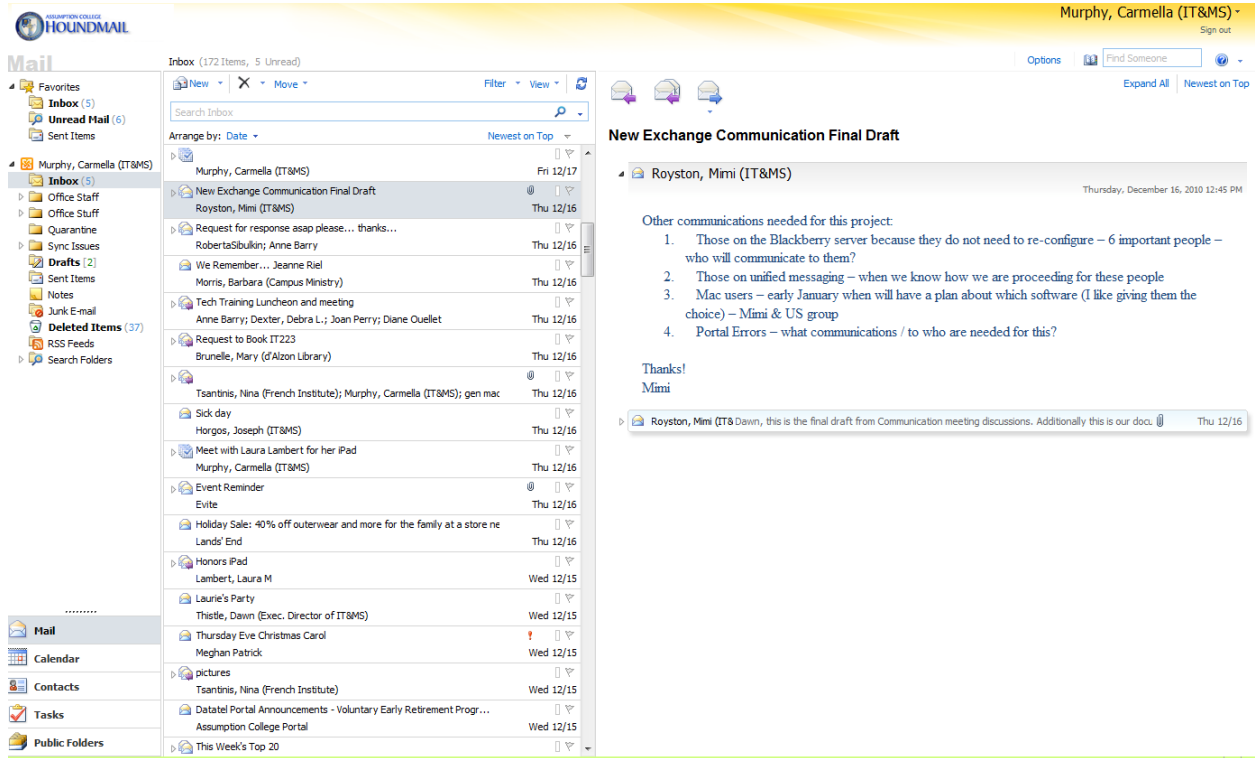 ASSUMPTION COLLEGE
HOUNDMAIL
Murphy, Carmella (IT&MS)
Sign out
Mail
Inbox (172 Items, 5 Unread)
Options
Find Someone
Favorites
Inbox (5)
Unread Mail (6)
Sent Items
Murphy, Carmella (IT&MS)
Inbox (5)
Office Staff
Office Stuff
Quarantine
Sync Issues
Drafts [2]
Sent Items
Notes
Junk E-mail
Deleted Items (37)
RSS Feeds
Search Folders
Mail
Calendar
Contacts
Tasks
Public Folders
New Move Filter View
Search Inbox
Arrange by: Date Newest on Top
Murphy, Carmella (IT&MS) Fri 12/17
New Exchange Communication Final Draft
Royston, Mimi (IT&MS) Thu 12/16
Request for response asap please... thanks...
RobertaSibulkin; Anne Barry Thu 12/16
We Remember... Jeanne Riel
Morris, Barbara (Campus Ministry) Thu 12/16
Tech Training Luncheon and meeting
Anne Barry; Dexter, Debra L.; Joan Perry; Diane Ouellet Thu 12/16
Request to Book IT223
Brunelle, Mary (d'Alzon Library) Thu 12/16
Tsantinis, Nina (French Institute); Murphy, Carmella (IT&MS); gen mac Thu 12/16
Sick day
Horgos, Joseph (IT&MS) Thu 12/16
Meet with Laura Lambert for her iPad
Murphy, Carmella (IT&MS) Thu 12/16
Event Reminder
Evite Thu 12/16
Holiday Sale: 40% off outerwear and more for the family at a store ne
Lands' End Thu 12/16
Honors iPad
Lambert, Laura M Wed 12/15
Laurie's Party
Thistle, Dawn (Exec. Director of IT&MS) Wed 12/15
Thursday Eve Christmas Carol
Meghan Patrick Wed 12/15
pictures
Tsantinis, Nina (French Institute) Wed 12/15
Datatel Portal Announcements - Voluntary Early Retirement Progr...
Assumption College Portal Wed 12/15
This Week's Top 20
Expand All Newest on Top
New Exchange Communication Final Draft
Royston, Mimi (IT&MS)
Thursday, December 16, 2010 12:45 PM
Other communications needed for this project:
1. Those on the Blackberry server because they do not need to re-configure – 6 important people –
who will communicate to them?
2. Those on unified messaging – when we know how we are proceeding for these people
3. Mac users – early January when will have a plan about which software (I like giving them the
choice) – Mimi & US group
4. Portal Errors – what communications / to who are needed for this?
Thanks!
Mimi
Royston, Mimi (IT& Dawn, this is the final draft from Communication meeting discussions. Additionally this is our docu Thu 12/16